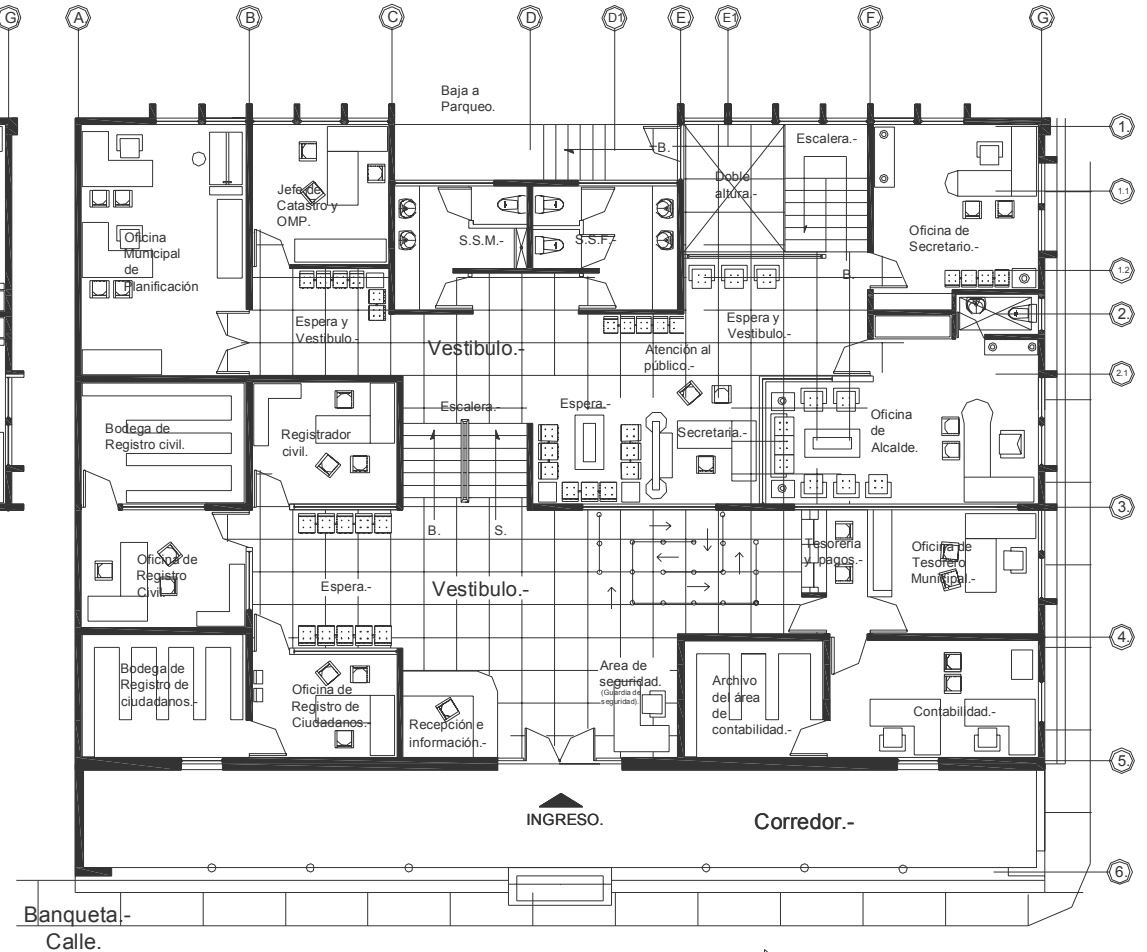 G
A
B
C
D
D1
E.
E1
F.
G.
Baja a
Parqueo.
1.
B.
Escalera.-
Doble
altura.-
Jefe de
Catastro y
OMP.
1.1
Oficina
Municipal
de
Planificación
S.S.M.-
S.S.F.-
Oficina de
Secretario.-
1.2
B.
2.
Espera y
Vestibulo.-
Espera y
Vestibulo.-
Vestibulo.-
Atención al
público.-
2.1
Escalera.-
Espera.-
Oficina
de
Alcalde.
Bodega de
Registro civil.
Registrador
civil.
Secretaria.-
3.
B.
S.
Tesoreria
y pagos.-
Oficina de
Tesorero
Municipal.-
Oficina de
Registro
Civil.
Espera.-
Vestibulo.-
4.
Bodega de
Registro de
ciudadanos.-
Oficina de
Registro de
Ciudadanos.-
Area de
seguridad.
(Guardia de
seguridad).
Archivo
del área
de
contabilidad.-
Contabilidad.-
Recepción e
información.-
5.
INGRESO.
Corredor.-
6.
Banqueta.-
Calle.